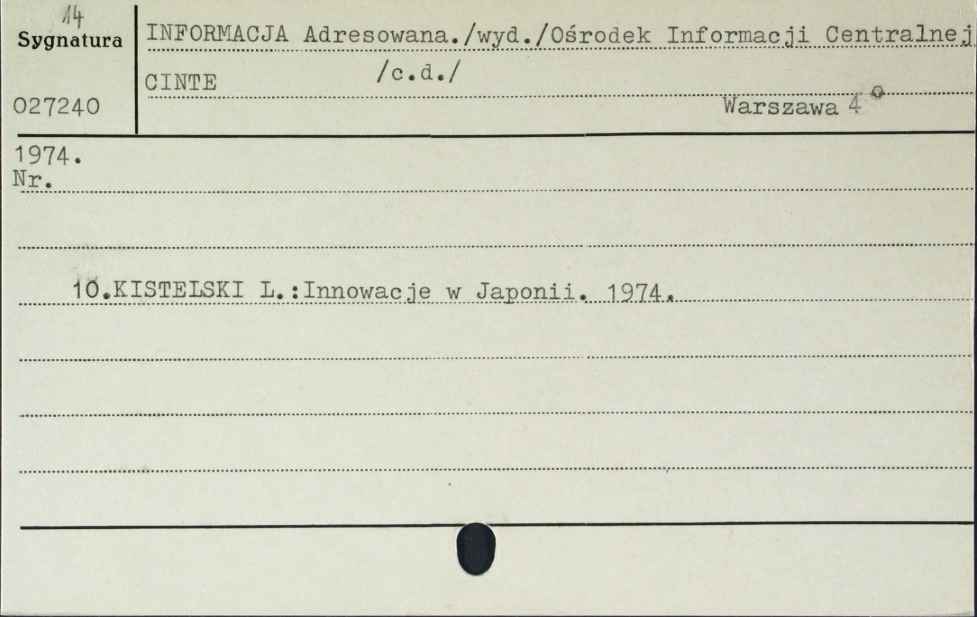 14
Sygnatura
027240
INFORMACJA Adresowana./wyd./Ośrodek Informacji Centralnej
CINTE /c.d./
Warszawa 4°
1974.
Nr.
10.KISTELSKI L.:Innowacje w Japonii. 1974.